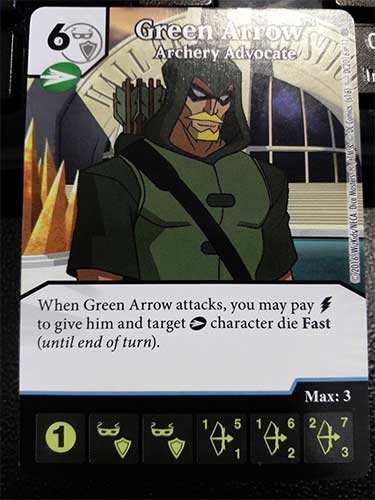 6
Green Arrow
Archery Advocate
When Green Arrow attacks, you may pay
to give him and target character die Fast
(until end of turn).
Max: 3
1
1 5
1
1 6
2
2 7
3